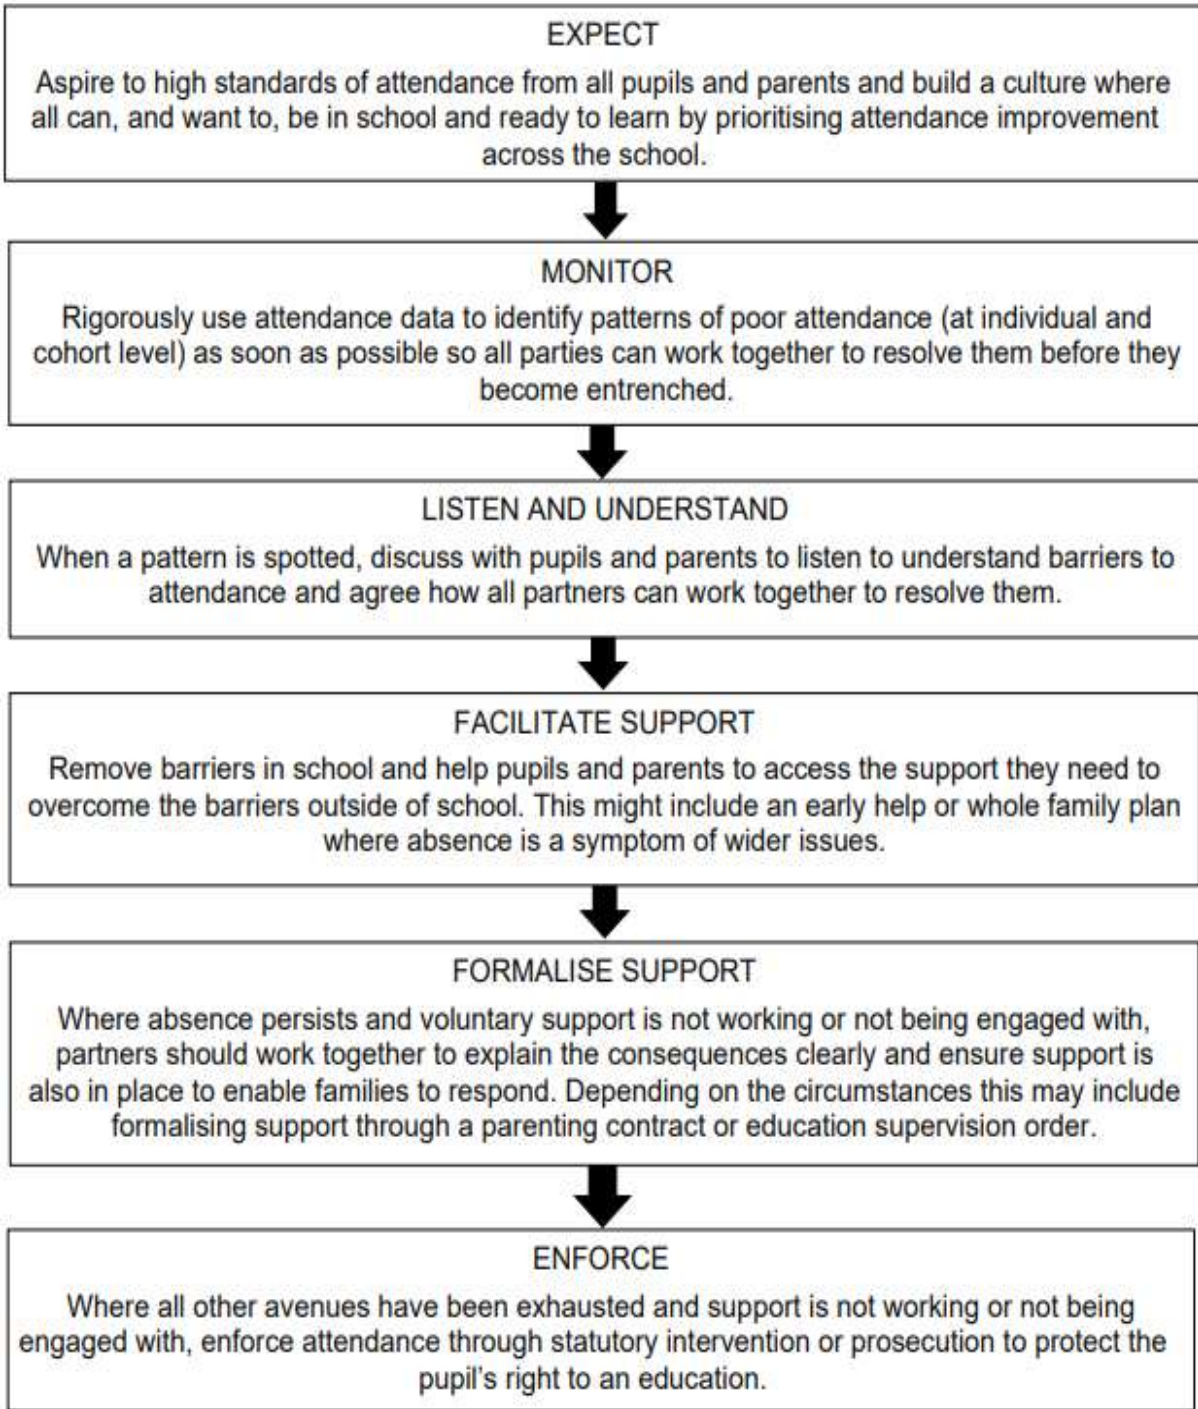 EXPECT
Aspire to high standards of attendance from all pupils and parents and build a culture where
all can, and want to, be in school and ready to learn by prioritising attendance improvement
across the school.
MONITOR
Rigorously use attendance data to identify patterns of poor attendance (at individual and
cohort level) as soon as possible so all parties can work together to resolve them before they
become entrenched.
LISTEN AND UNDERSTAND
When a pattern is spotted, discuss with pupils and parents to listen to understand barriers to
attendance and agree how all partners can work together to resolve them.
FACILITATE SUPPORT
Remove barriers in school and help pupils and parents to access the support they need to
overcome the barriers outside of school. This might include an early help or whole family plan
where absence is a symptom of wider issues.
FORMALISE SUPPORT
Where absence persists and voluntary support is not working or not being engaged with,
partners should work together to explain the consequences clearly and ensure support is
also in place to enable families to respond. Depending on the circumstances this may include
formalising support through a parenting contract or education supervision order.
ENFORCE
Where all other avenues have been exhausted and support is not working or not being
engaged with, enforce attendance through statutory intervention or prosecution to protect the
pupil's right to an education.